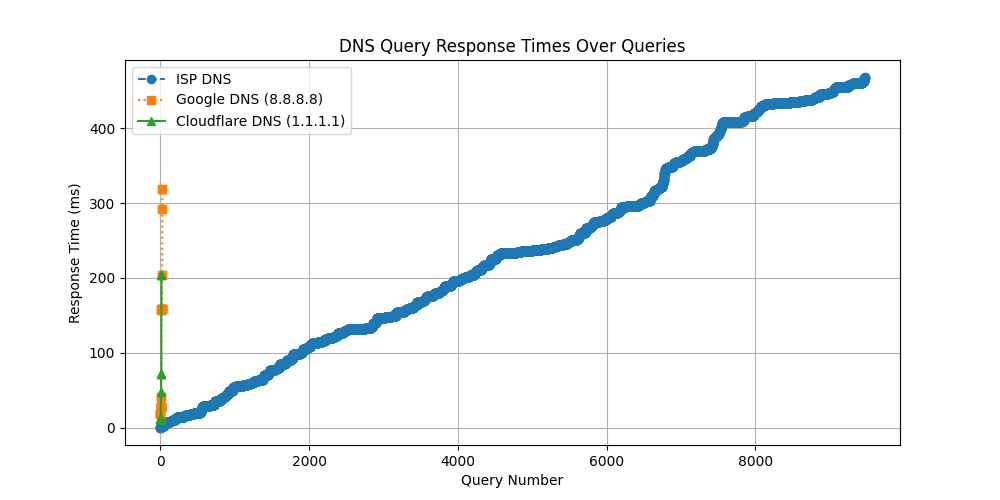 DNS Query Response Times Over Queries
ISP DNS
Google DNS (8.8.8.8)
Cloudflare DNS (1.1.1.1)
Response Time (ms)
400
300
200
100
0
0 2000 4000 6000 8000
Query Number